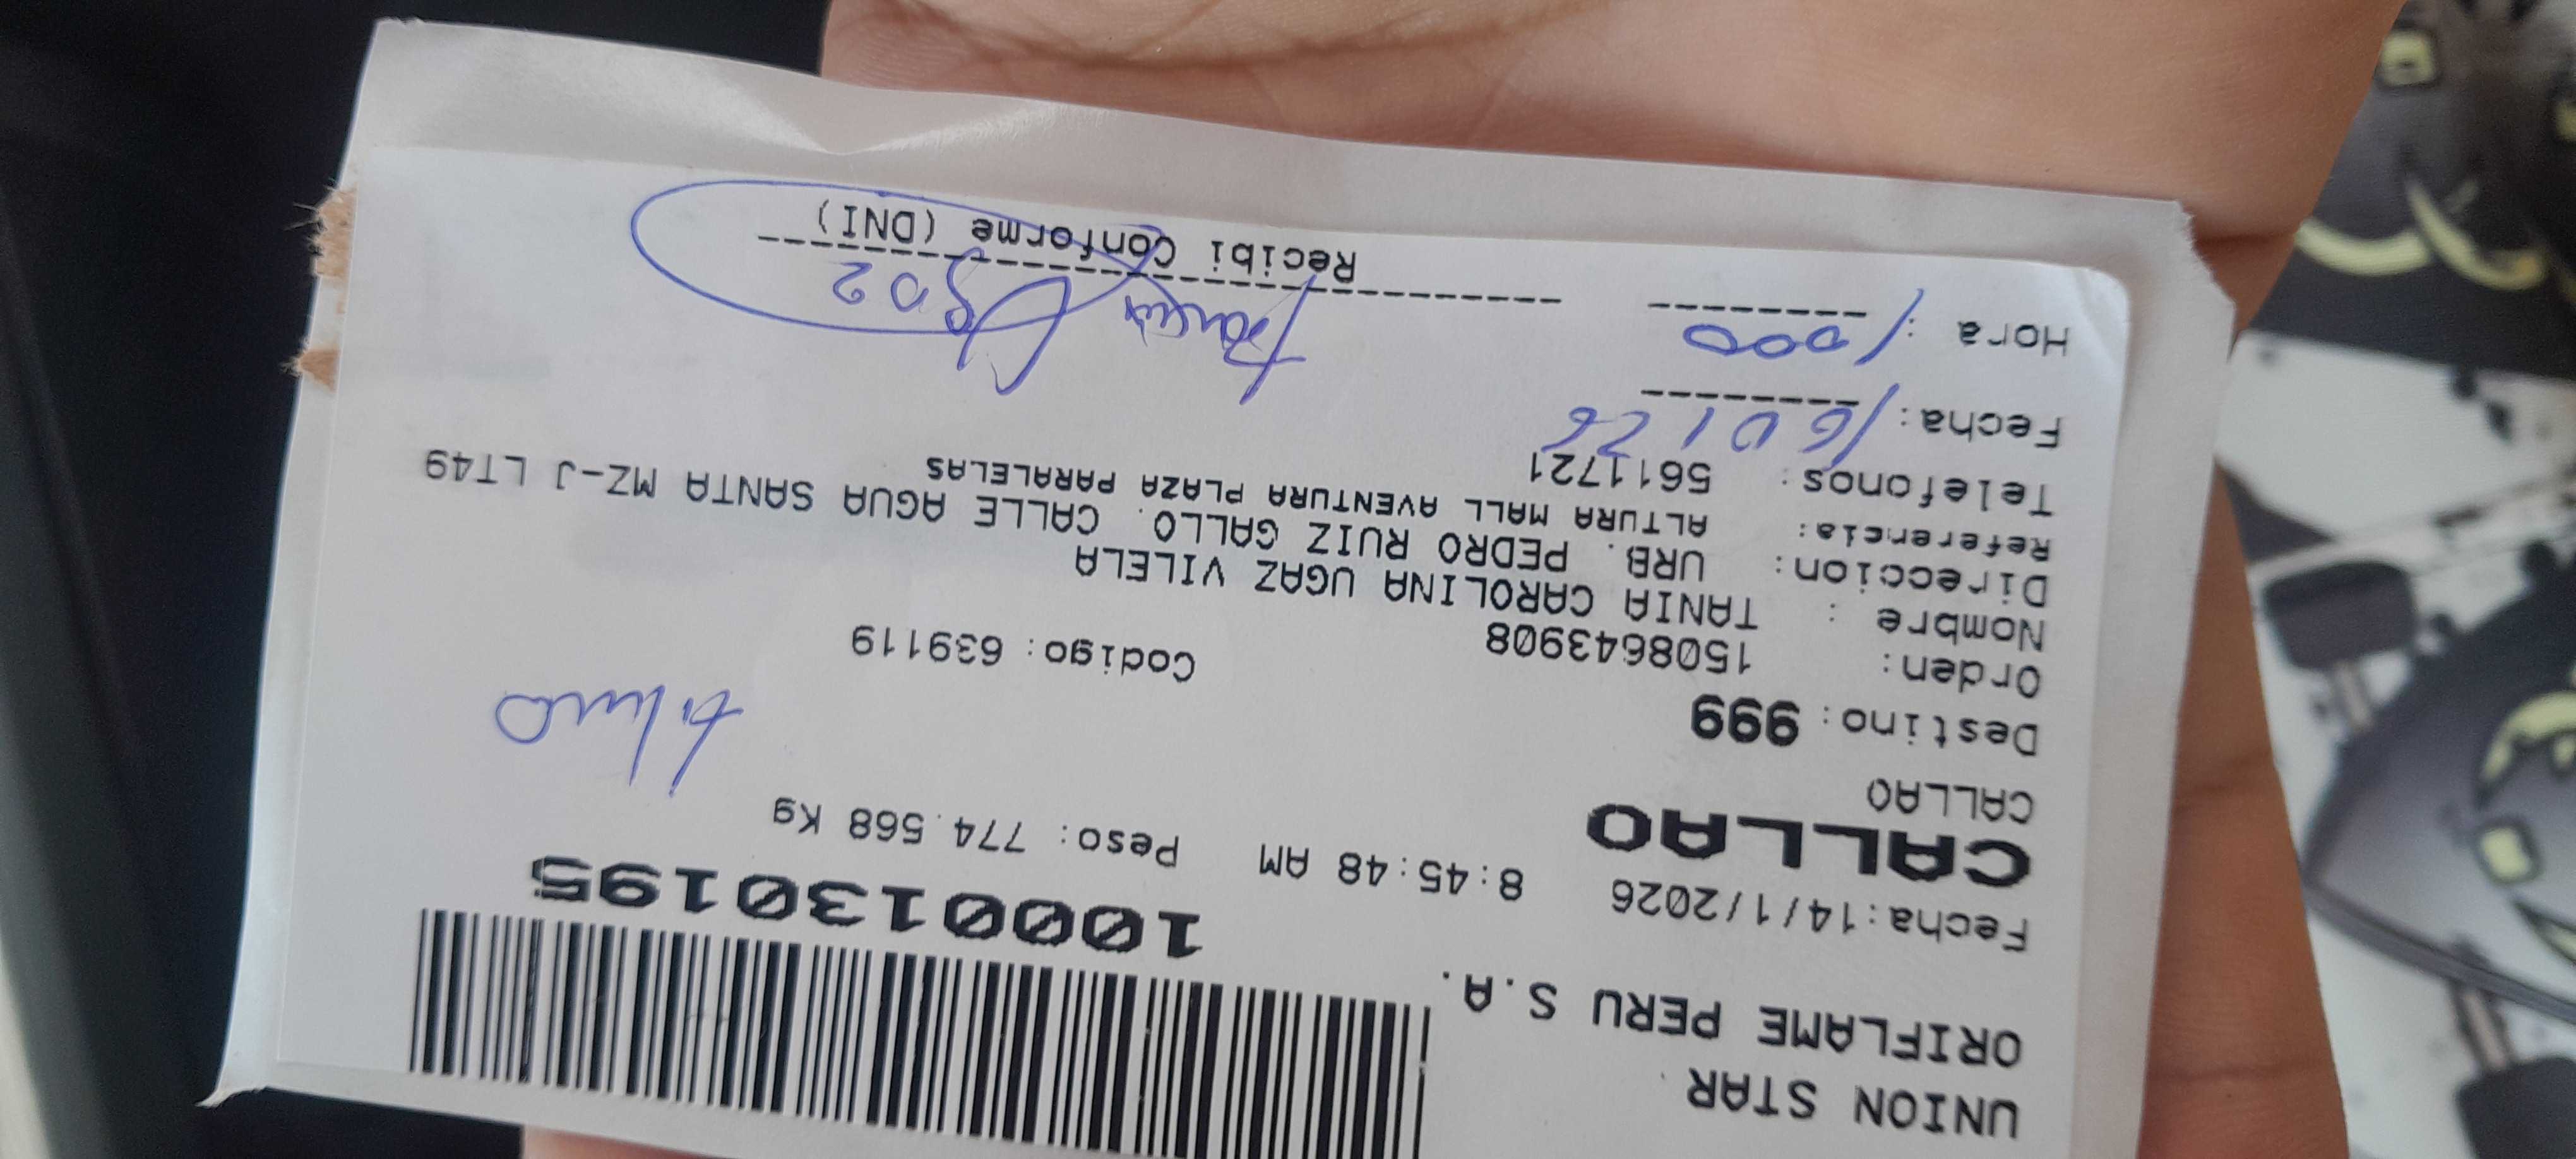 UNION STAR
ORIFLAME PERU S.A.
1000130195
Fecha:14/1/2026 8:45:48 AM Peso: 774.568 Kg
CALLAO
CALLAO
Destino: 999
Orden: 1508643908 Codigo: 639119
Nombre : TANIA CAROLINA UGAZ VILELA
Direccion: URB. PEDRO RUIZ GALLO. CALLE AGUA SANTA MZ-J LT49
Referencia: ALTURA MALL AVENTURA PLAZA PARALELAS
Telefonos: 5611721
Fecha: 16 01 26
Hora : 1000
Recibi Conforme (DNI)